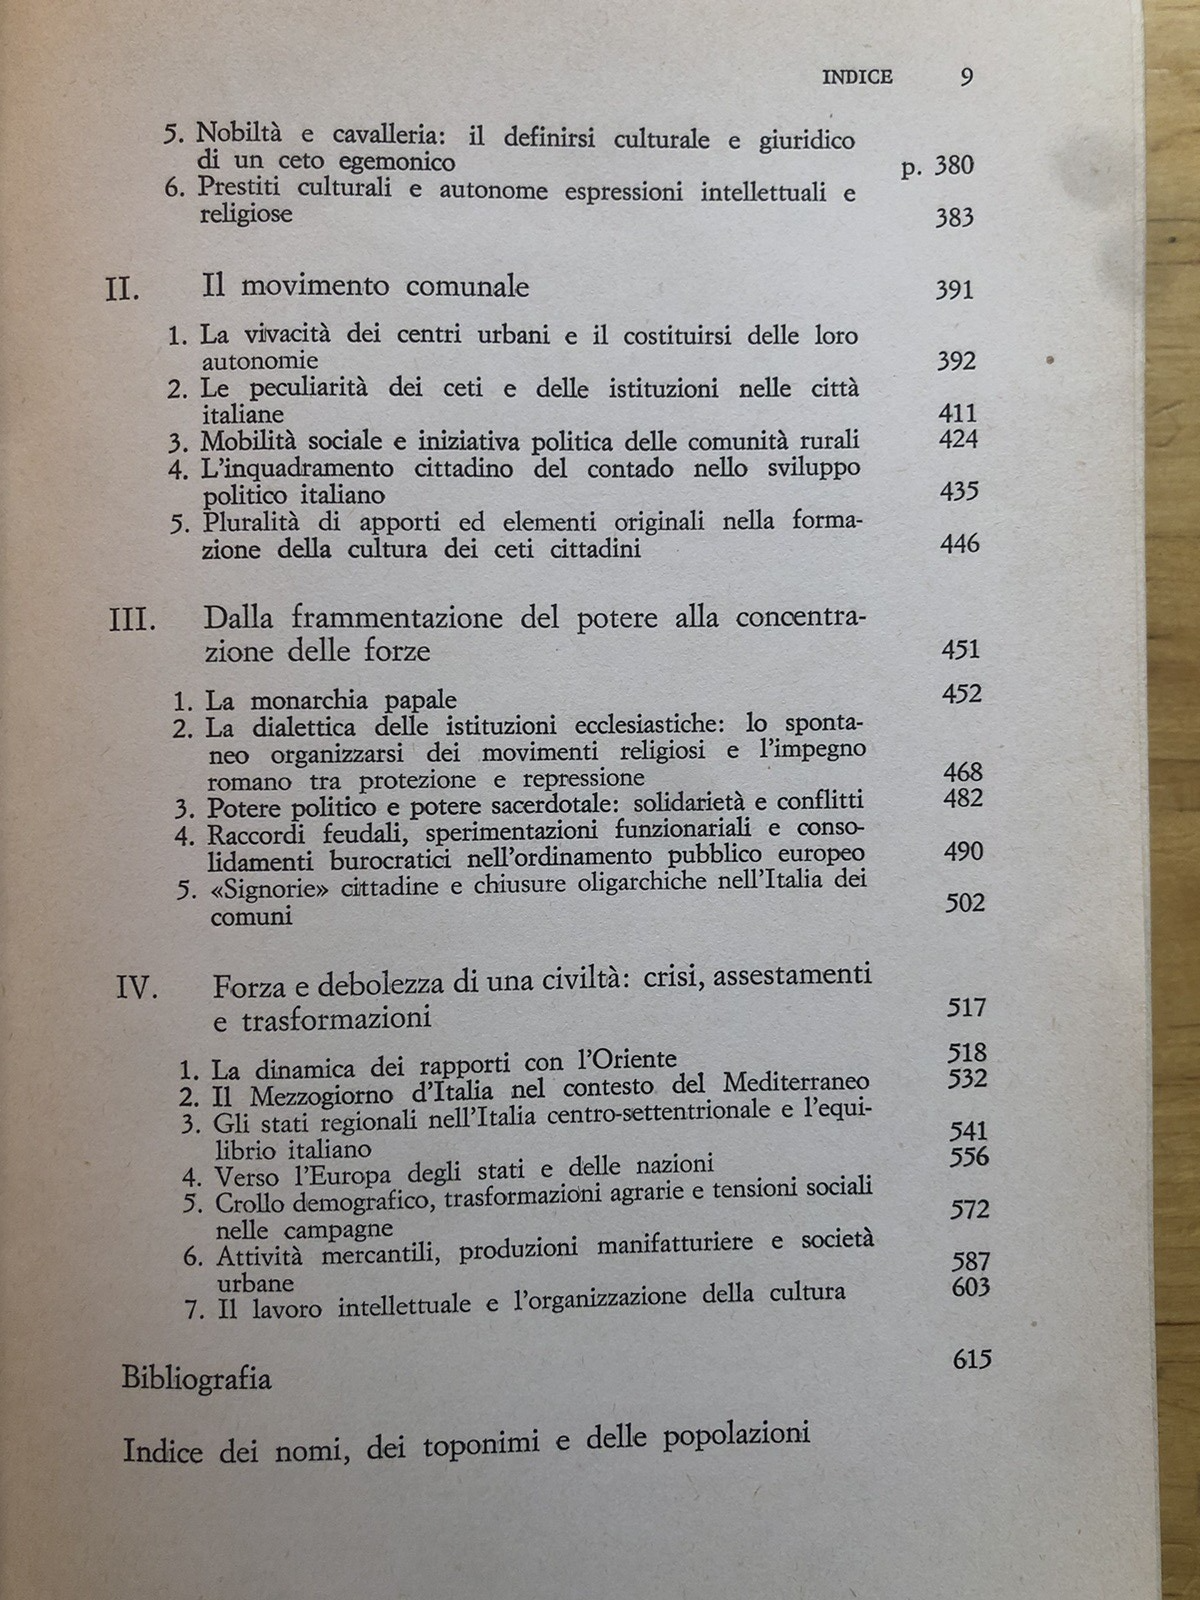 INDICE 9
5. Nobiltà e cavalleria: il definirsi culturale e giuridico
di un ceto egemonico p. 380
6. Prestiti culturali e autonome espressioni intellettuali e
religiose 383
II. Il movimento comunale 391
1. La vivacità dei centri urbani e il costituirsi delle loro
autonomie 392
2. Le peculiarità dei ceti e delle istituzioni nelle città
italiane 411
3. Mobilità sociale e iniziativa politica delle comunità rurali 424
4. L'inquadramento cittadino del contado nello sviluppo
politico italiano 435
5. Pluralità di apporti ed elementi originali nella forma-
zione della cultura dei ceti cittadini 446
III. Dalla frammentazione del potere alla concentra-
zione delle forze 451
1. La monarchia papale 452
2. La dialettica delle istituzioni ecclesiastiche: lo sponta-
neo organizzarsi dei movimenti religiosi e l'impegno
romano tra protezione e repressione 468
3. Potere politico e potere sacerdotale: solidarietà e conflitti 482
4. Raccordi feudali, sperimentazioni funzionariali e conso-
lidamenti burocratici nell'ordinamento pubblico europeo 490
5. «Signorie» cittadine e chiusure oligarchiche nell'Italia dei
comuni 502
IV. Forza e debolezza di una civiltà: crisi, assestamenti
e trasformazioni 517
1. La dinamica dei rapporti con l'Oriente 518
2. Il Mezzogiorno d'Italia nel contesto del Mediterraneo 532
3. Gli stati regionali nell'Italia centro-settentrionale e l'equi-
librio italiano 541
4. Verso l'Europa degli stati e delle nazioni 556
5. Crollo demografico, trasformazioni agrarie e tensioni sociali
nelle campagne 572
6. Attività mercantili, produzioni manifatturiere e società
urbane 587
7. Il lavoro intellettuale e l'organizzazione della cultura 603
Bibliografia 615
Indice dei nomi, dei toponimi e delle popolazioni